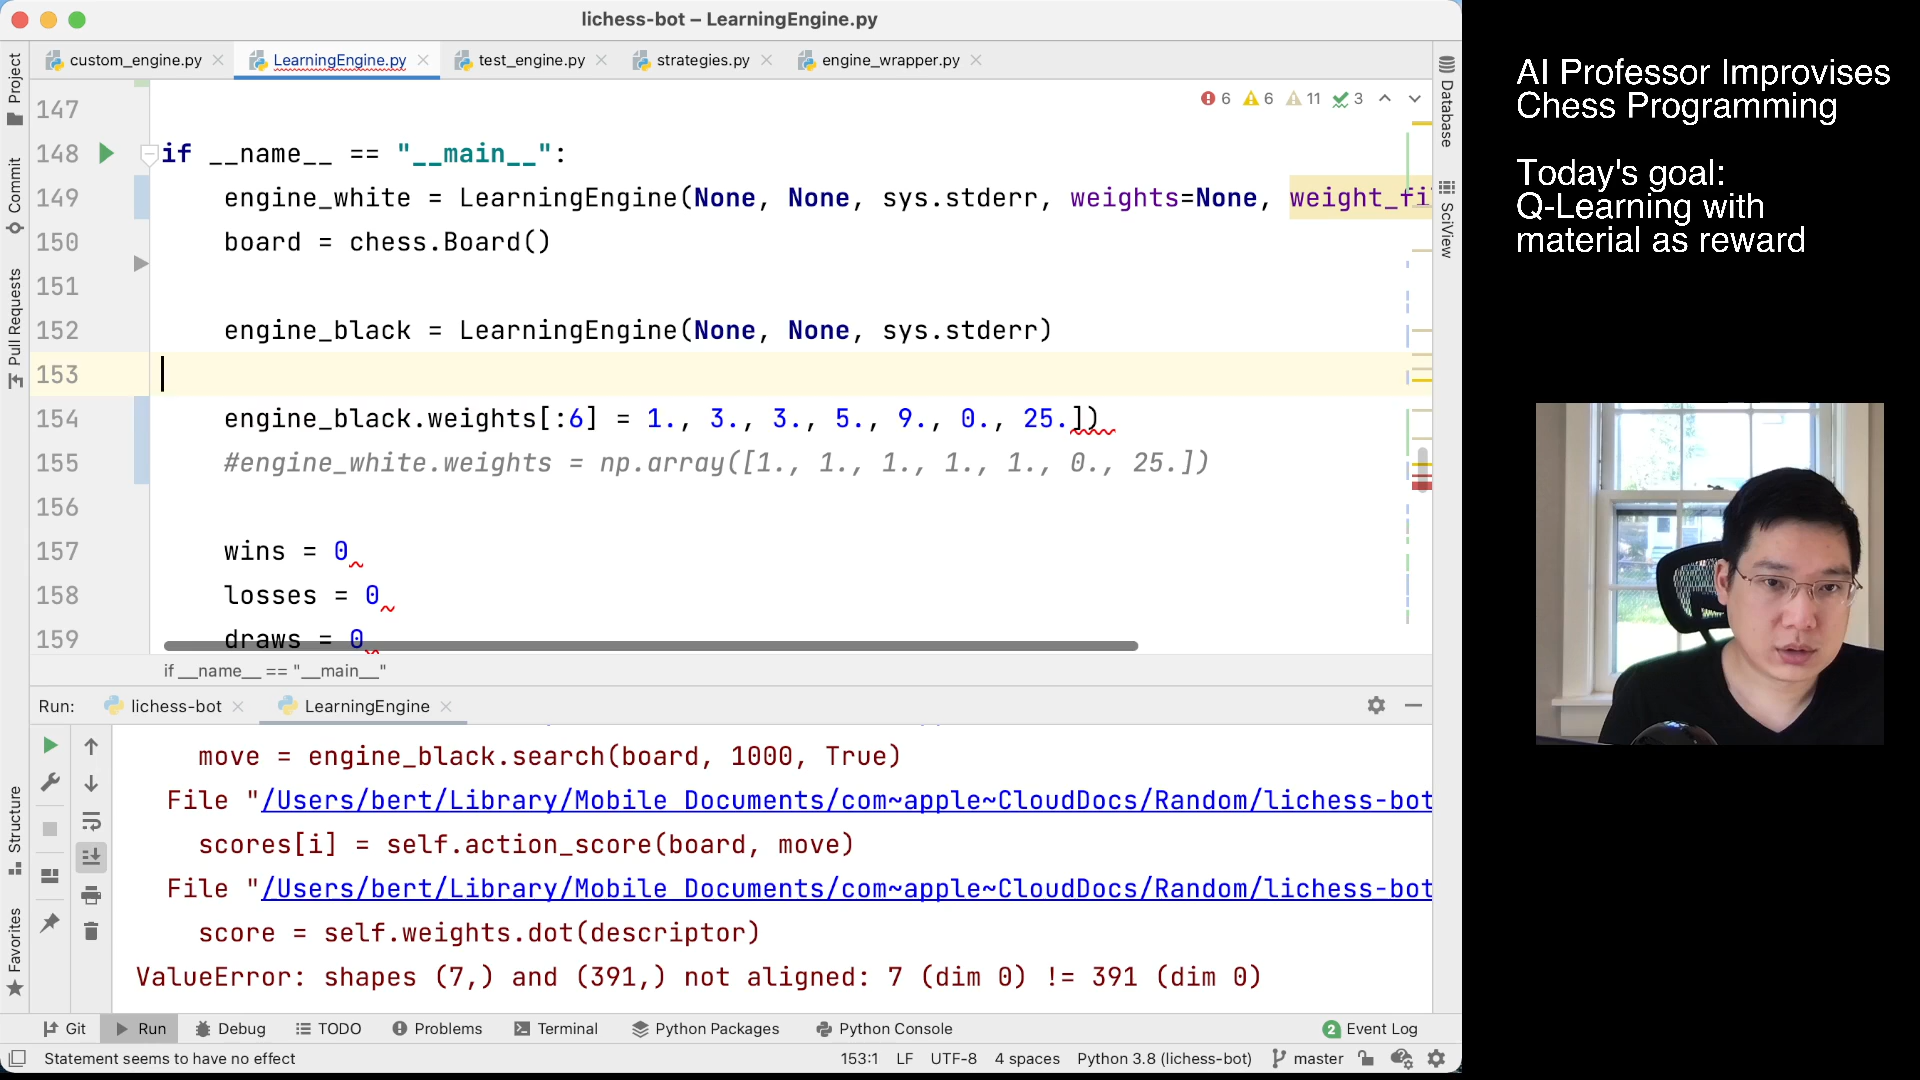 lichess-bot – LearningEngine.py
custom_engine.py
LearningEngine.py
test_engine.py
strategies.py
engine_wrapper.py
Project
Commit
Pull Requests
Structure
Favorites
Database
SciView
6 6 11 3
147
148 if __name__ == "__main__":
149 engine_white = LearningEngine(None, None, sys.stderr, weights=None, weight_fi
150 board = chess.Board()
151
152 engine_black = LearningEngine(None, None, sys.stderr)
153
154 engine_black.weights[:6] = 1., 3., 3., 5., 9., 0., 25.])
155 #engine_white.weights = np.array([1., 1., 1., 1., 1., 0., 25.])
156
157 wins = 0
158 losses = 0
159 draws = 0
if __name__ == "__main__"
Run: lichess-bot LearningEngine
move = engine_black.search(board, 1000, True)
File "/Users/bert/Library/Mobile Documents/com~apple~CloudDocs/Random/lichess-bot
scores[i] = self.action_score(board, move)
File "/Users/bert/Library/Mobile Documents/com~apple~CloudDocs/Random/lichess-bot
score = self.weights.dot(descriptor)
ValueError: shapes (7,) and (391,) not aligned: 7 (dim 0) != 391 (dim 0)
Git Run Debug TODO Problems Terminal Python Packages Python Console 2 Event Log
Statement seems to have no effect 153:1 LF UTF-8 4 spaces Python 3.8 (lichess-bot) master
AI Professor Improvises
Chess Programming
Today's goal:
Q-Learning with
material as reward